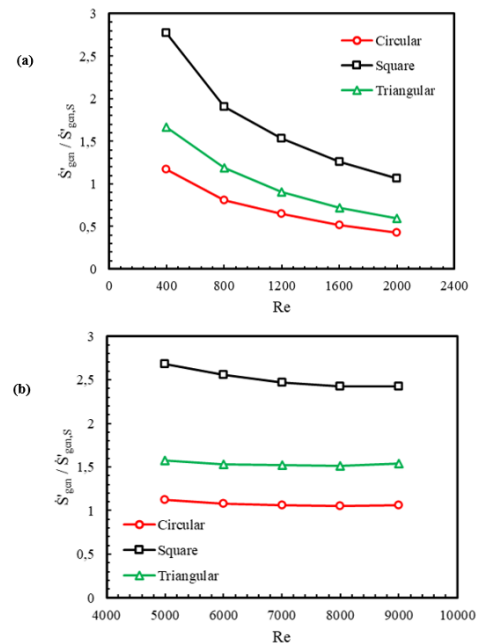 (a)
Ṡ'gen / Ṡ'gen,S
3
2,5
2
1,5
1
0,5
0
Circular
Square
Triangular
0 400 800 1200 1600 2000 2400
Re
(b)
Ṡ'gen / Ṡ'gen,S
3
2,5
2
1,5
1
0,5
0
Circular
Square
Triangular
4000 5000 6000 7000 8000 9000 10000
Re